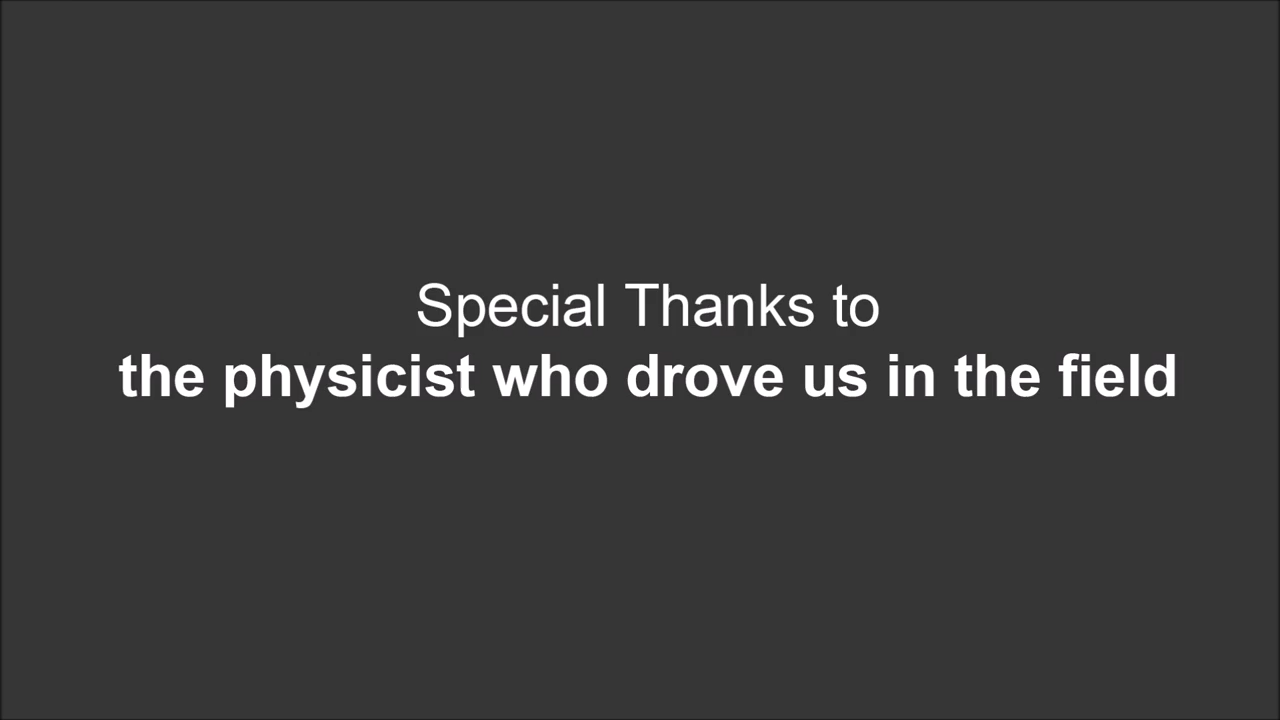 Special Thanks to
the physicist who drove us in the field